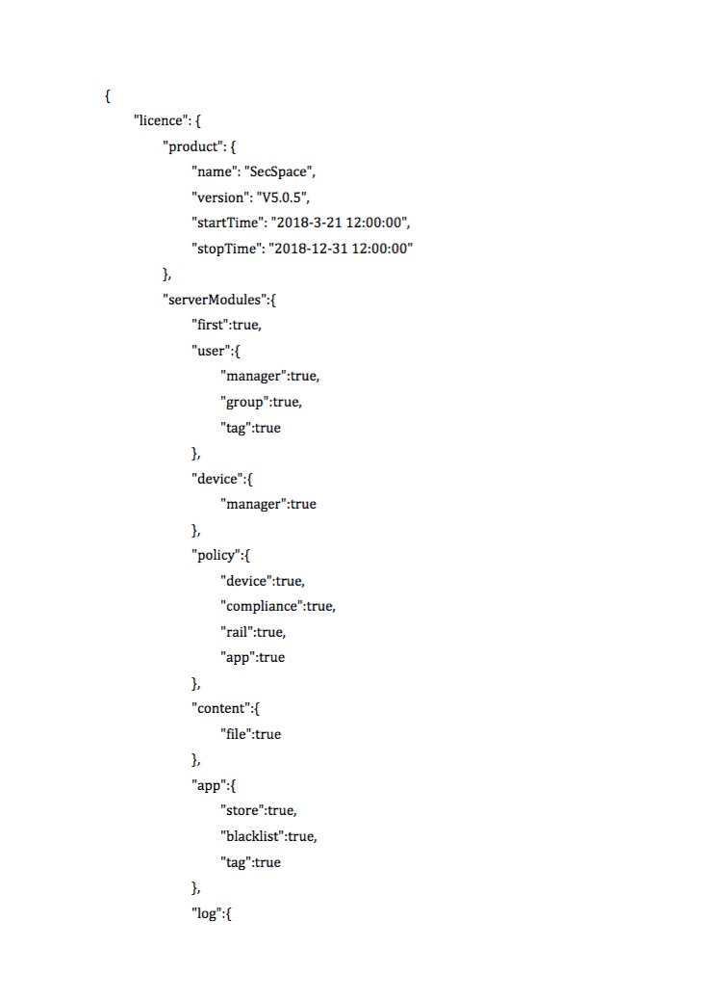 {
"licence": {
"product": {
"name": "SecSpace",
"version": "V5.0.5",
"startTime": "2018-3-21 12:00:00",
"stopTime": "2018-12-31 12:00:00"
},
"serverModules":{
"first":true,
"user":{
"manager":true,
"group":true,
"tag":true
},
"device":{
"manager":true
},
"policy":{
"device":true,
"compliance":true,
"rail":true,
"app":true
},
"content":{
"file":true
},
"app":{
"store":true,
"blacklist":true,
"tag":true
},
"log":{